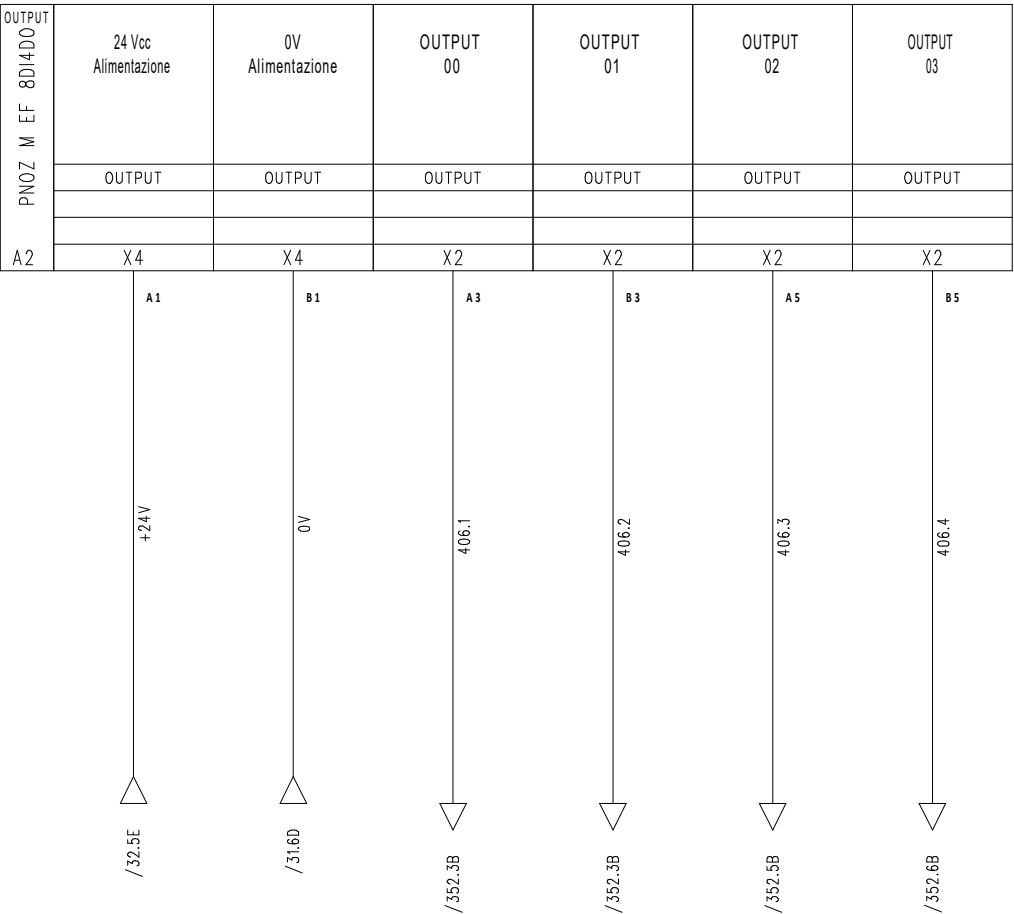 OUTPUT
PNOZ M EF 8DI4DO
A2
24 Vcc
Alimentazione
0V
Alimentazione
OUTPUT
00
OUTPUT
01
OUTPUT
02
OUTPUT
03
OUTPUT OUTPUT OUTPUT OUTPUT OUTPUT OUTPUT
X4 X4 X2 X2 X2 X2
A1 B1 A3 B3 A5 B5
+24V 0V 406.1 406.2 406.3 406.4
/32.5E /31.6D /352.3B /352.3B /352.5B /352.6B